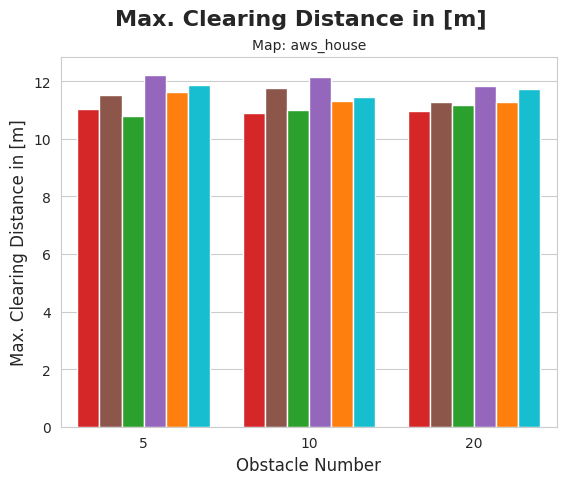 Max. Clearing Distance in [m]
Map: aws_house
Max. Clearing Distance in [m]
12
10
8
6
4
2
0
5
10
20
Obstacle Number